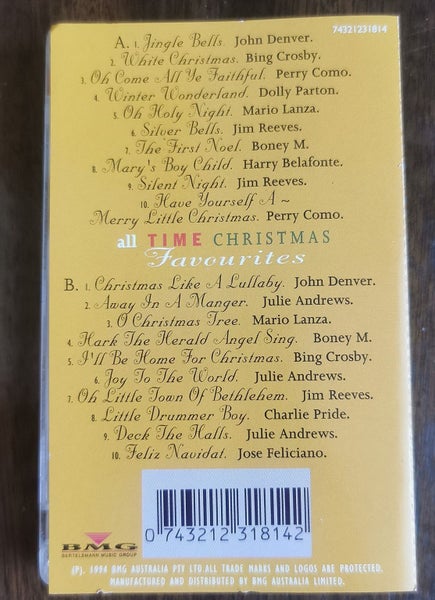 74321231814
A. 1. Jingle Bells. John Denver.
2. White Christmas. Bing Crosby.
3. Oh Come All Ye Faithful. Perry Como.
4. Winter Wonderland. Dolly Parton.
5. Oh Holy Night. Mario Lanza.
6. Silver Bells. Jim Reeves.
7. The First Noel. Boney M.
8. Mary's Boy Child. Harry Belafonte.
9. Silent Night. Jim Reeves.
10. Have Yourself A ~
Merry Little Christmas. Perry Como.
all TIME CHRISTMAS
Favourites
B. 1. Christmas Like A Lullaby. John Denver.
2. Away In A Manger. Julie Andrews.
3. O Christmas Tree. Mario Lanza.
4. Hark The Herald Angel Sing. Boney M.
5. I'll Be Home For Christmas. Bing Crosby.
6. Joy To The World. Julie Andrews.
7. Oh Little Town Of Bethlehem. Jim Reeves.
8. Little Drummer Boy. Charlie Pride.
9. Deck The Halls. Julie Andrews.
10. Feliz Navidat. Jose Feliciano.
0 743212 318142
BMG
BERTELSMANN MUSIC GROUP
(P). 1994 BMG AUSTRALIA PTY LTD.ALL TRADE MARKS AND LOGOS ARE PROTECTED.
MANUFACTURED AND DISTRIBUTED BY BMG AUSTRALIA LIMITED.